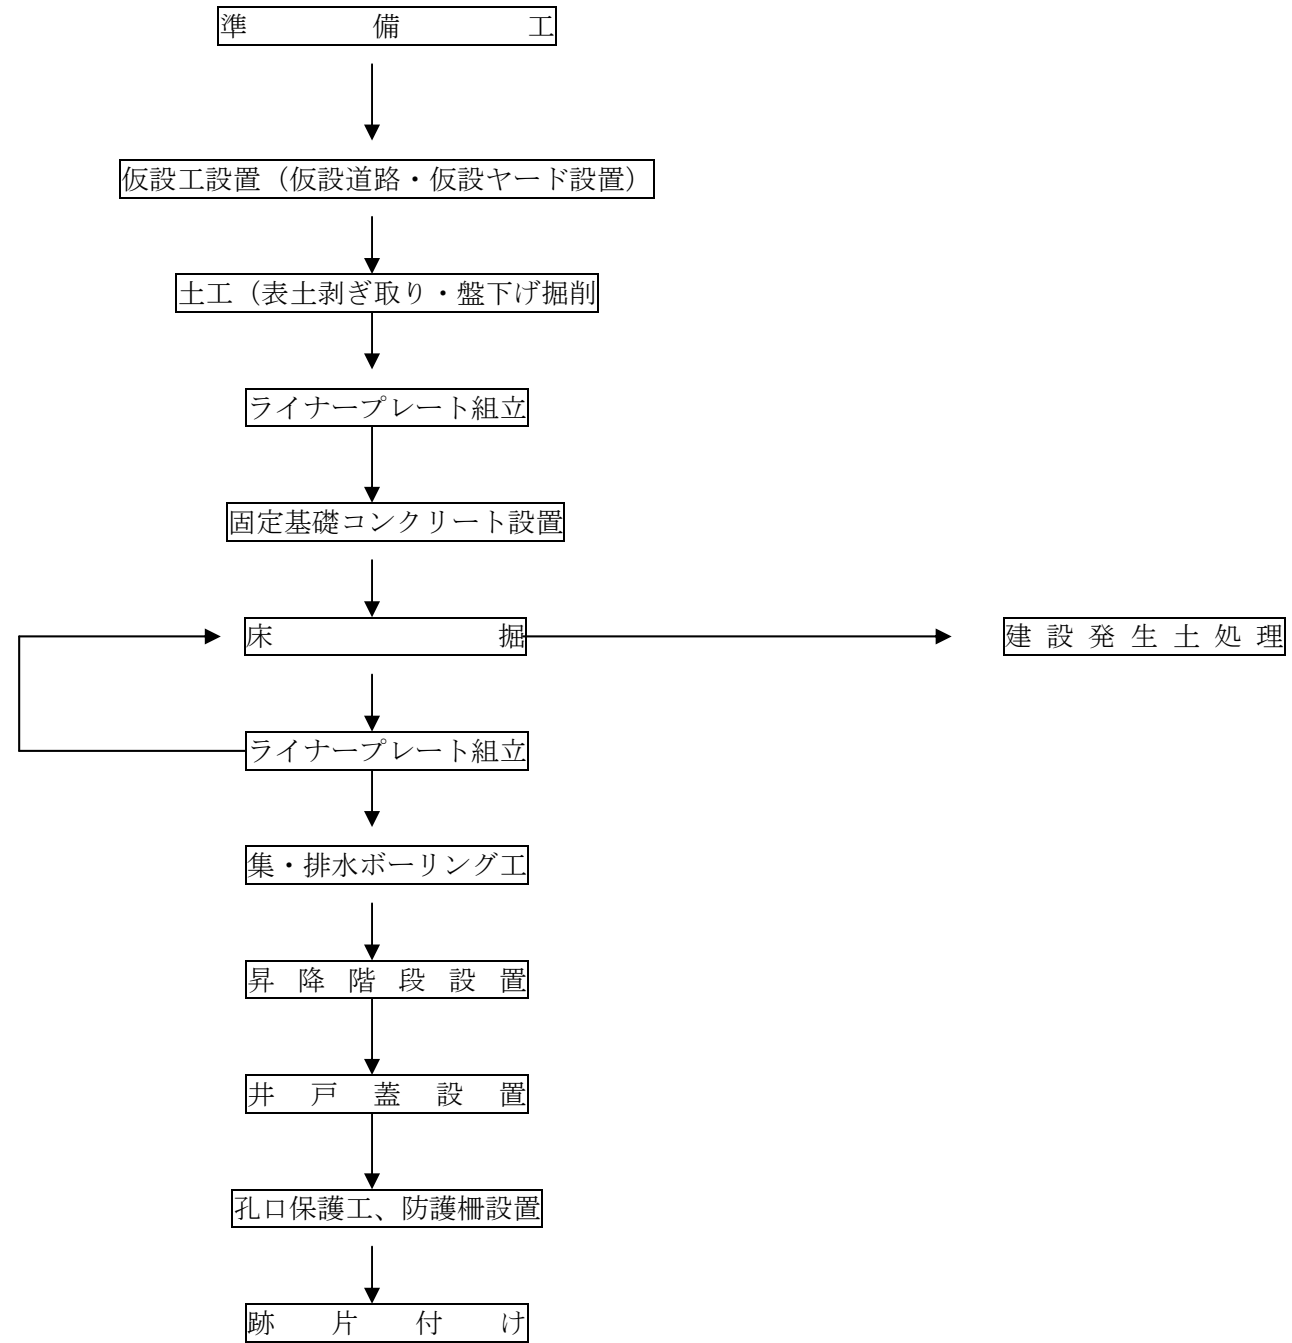 準備工
仮設工設置（仮設道路・仮設ヤード設置）
土工（表土剥ぎ取り・盤下げ掘削
ライナープレート組立
固定基礎コンクリート設置
床掘
建設発生土処理
ライナープレート組立
集・排水ボーリング工
昇降階段設置
井戸蓋設置
孔口保護工、防護柵設置
跡片付け